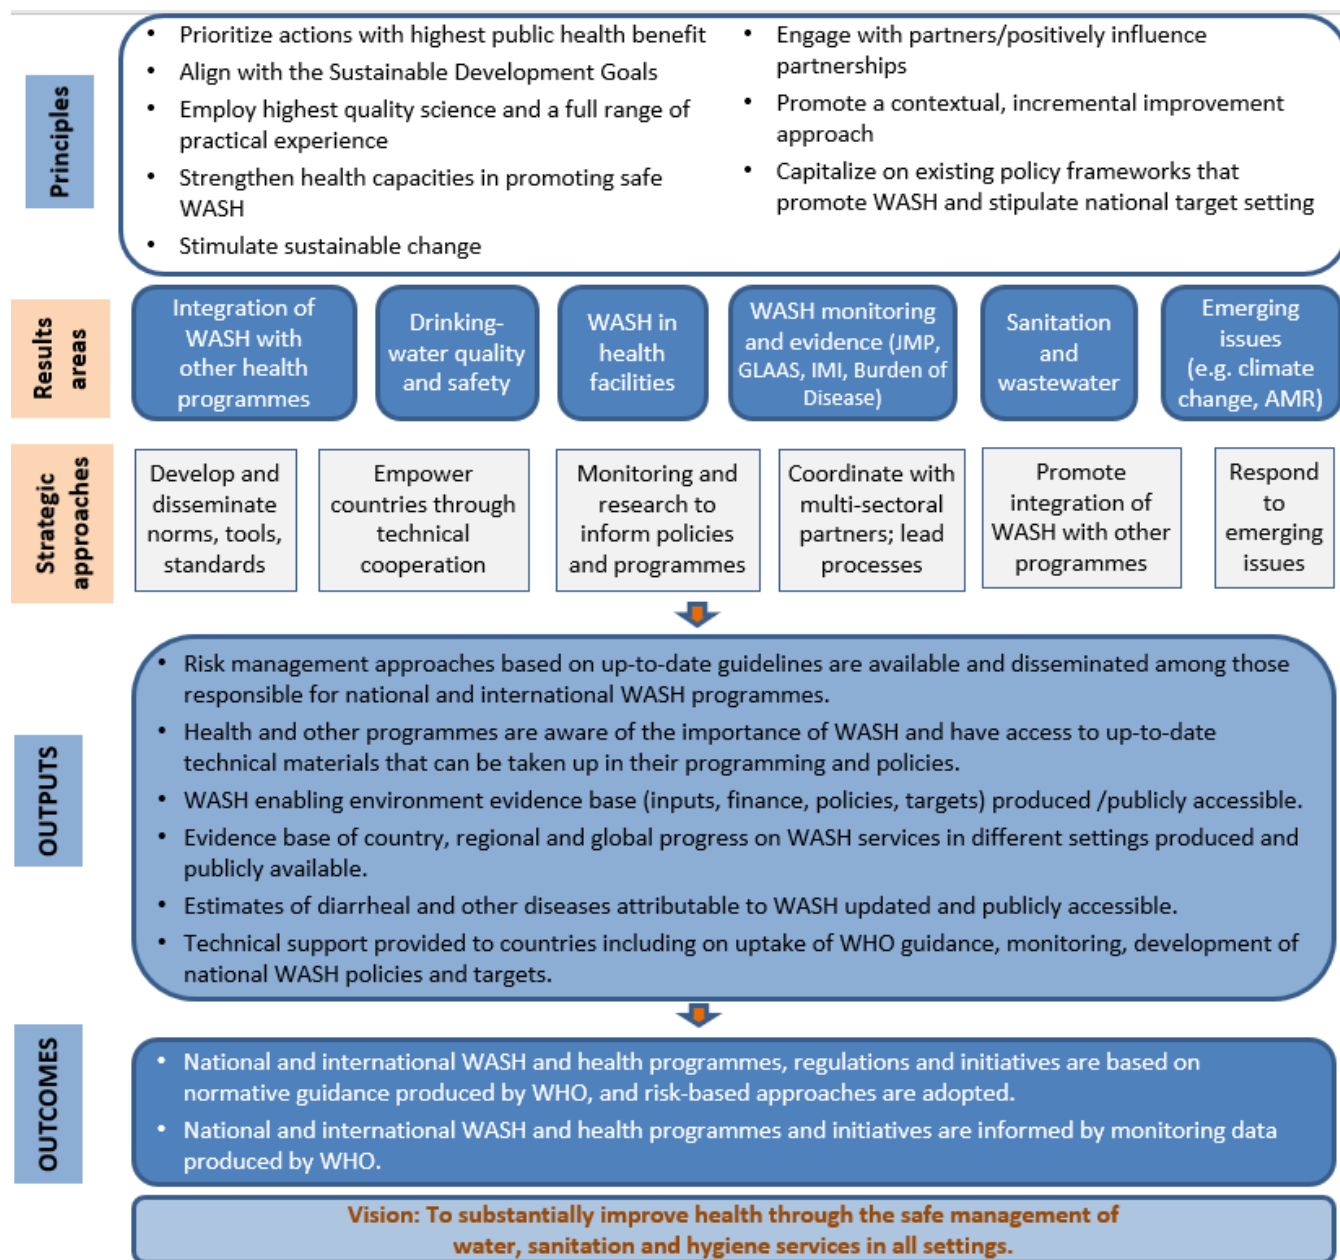 Principles
• Prioritize actions with highest public health benefit
• Align with the Sustainable Development Goals
• Employ highest quality science and a full range of
practical experience
• Strengthen health capacities in promoting safe
WASH
• Stimulate sustainable change
• Engage with partners/positively influence
partnerships
• Promote a contextual, incremental improvement
approach
• Capitalize on existing policy frameworks that
promote WASH and stipulate national target setting
Results
areas
Integration of
WASH with
other health
programmes
Drinking-
water quality
and safety
WASH in
health
facilities
WASH monitoring
and evidence (JMP,
GLAAS, IMI, Burden of
Disease)
Sanitation
and
wastewater
Emerging
issues
(e.g. climate
change, AMR)
Strategic
approaches
Develop and
disseminate
norms, tools,
standards
Empower
countries through
technical
cooperation
Monitoring and
research to
inform policies
and programmes
Coordinate with
multi-sectoral
partners; lead
processes
Promote
integration of
WASH with other
programmes
Respond
to
emerging
issues
OUTPUTS
• Risk management approaches based on up-to-date guidelines are available and disseminated among those
responsible for national and international WASH programmes.
• Health and other programmes are aware of the importance of WASH and have access to up-to-date
technical materials that can be taken up in their programming and policies.
• WASH enabling environment evidence base (inputs, finance, policies, targets) produced /publicly accessible.
• Evidence base of country, regional and global progress on WASH services in different settings produced and
publicly available.
• Estimates of diarrheal and other diseases attributable to WASH updated and publicly accessible.
• Technical support provided to countries including on uptake of WHO guidance, monitoring, development of
national WASH policies and targets.
OUTCOMES
• National and international WASH and health programmes, regulations and initiatives are based on
normative guidance produced by WHO, and risk-based approaches are adopted.
• National and international WASH and health programmes and initiatives are informed by monitoring data
produced by WHO.
Vision: To substantially improve health through the safe management of
water, sanitation and hygiene services in all settings.